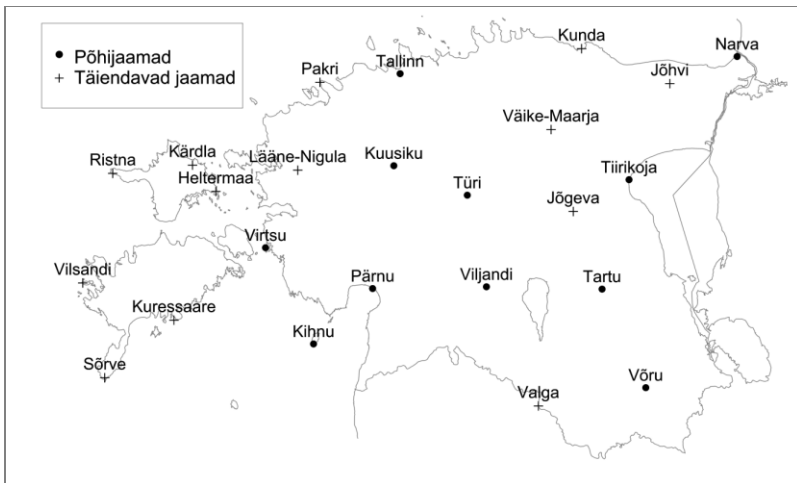 Põhijaamad
Täiendavad jaamad
Kunda
Narva
Tallinn
Pakri
Jõhvi
Väike-Maarja
Kärdla
Lääne-Nigula
Kuusiku
Ristna
Tiirikoja
Heltermaa
Türi
Jõgeva
Virtsu
Vilsandi
Pärnu
Viljandi
Tartu
Kuressaare
Kihnu
Sõrve
Võru
Valga